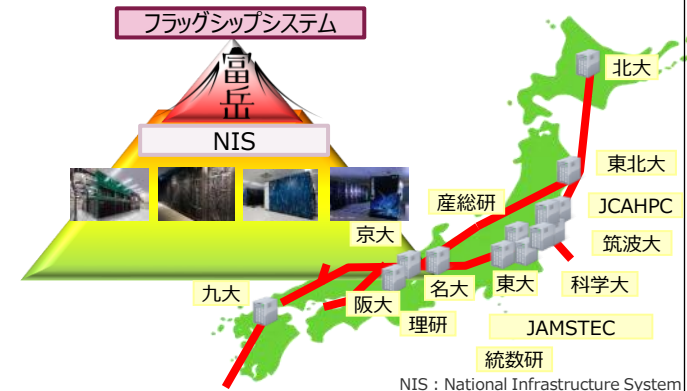 フラッグシップシステム
富岳
NIS
北大
東北大
産総研
JCAHPC
京大
筑波大
九大
阪大
名大
東大
科学大
理研
JAMSTEC
統数研
NIS : National Infrastructure System